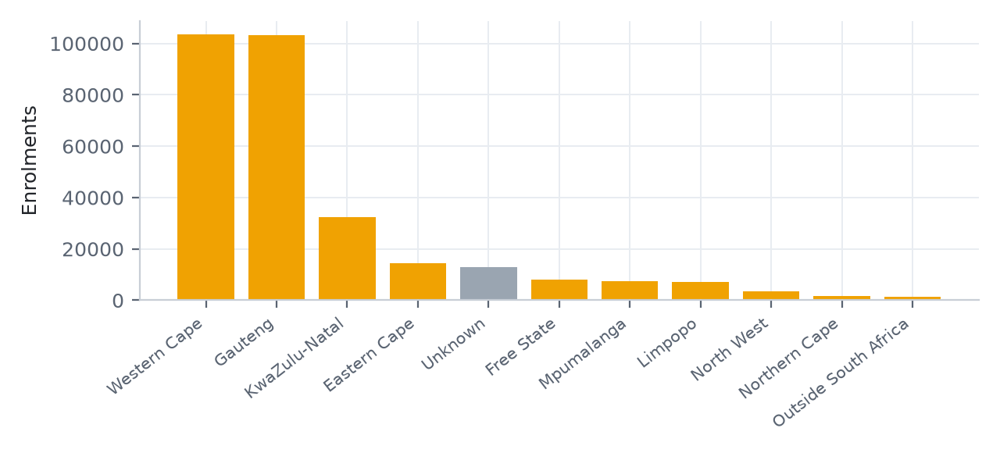 Enrolments
100000
80000
60000
40000
20000
0
Western Cape
Gauteng
KwaZulu-Natal
Eastern Cape
Unknown
Free State
Mpumalanga
Limpopo
North West
Northern Cape
Outside South Africa